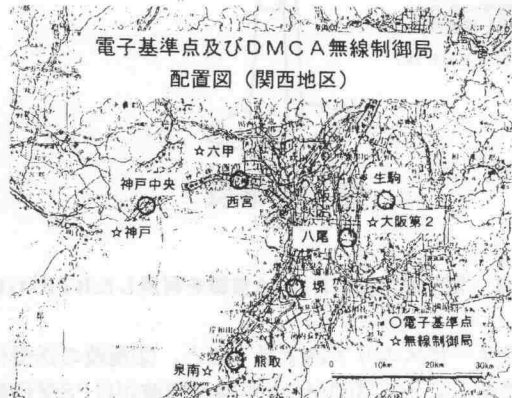 電子基準点及びDMCA無線制御局
配置図（関西地区）
☆六甲
神戸中央
西宮
生駒
☆神戸
☆大阪第2
八尾
堺
○電子基準点
☆無線制御局
熊取
泉南☆
0 10km 20km 30km